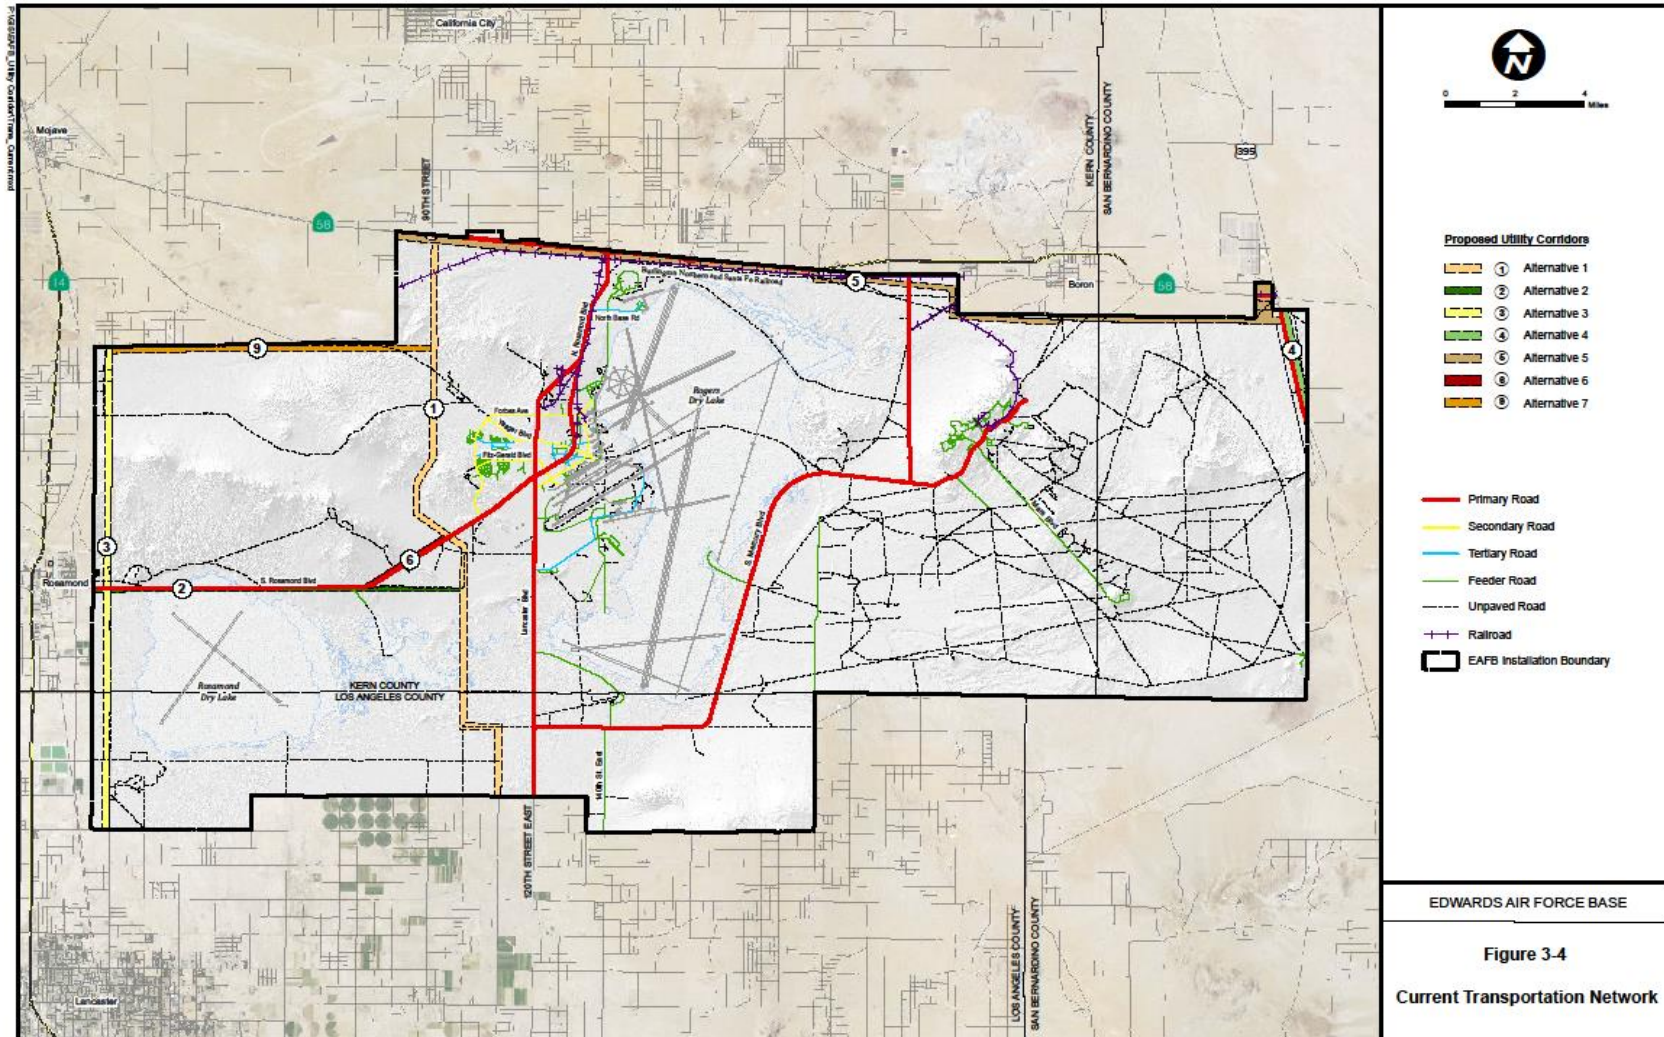 P:\GIS\EAFB_Utility Corridor\Trans_Current.mxd
California City
Mojave
90TH STREET
58
14
KERN COUNTY
SAN BERNARDINO COUNTY
395
Burlington Northern And Santa Fe Railroad
5
Boron
58
N. Rosamond Blvd
North Base Rd
9
4
1
Rogers
Dry Lake
Forbes Ave
Fitz-Gerald Blvd
3
6
S. Mercury Blvd
Rosamond
S. Rosamond Blvd
2
Lancaster Blvd
Rosamond
Dry Lake
KERN COUNTY
LOS ANGELES COUNTY
140th St. East
120TH STREET EAST
LOS ANGELES COUNTY
SAN BERNARDINO COUNTY
Lancaster
N
0 2 4
Miles
Proposed Utility Corridors
1 Alternative 1
2 Alternative 2
3 Alternative 3
4 Alternative 4
5 Alternative 5
6 Alternative 6
Alternative 7
Primary Road
Secondary Road
Tertiary Road
Feeder Road
Unpaved Road
Railroad
EAFB Installation Boundary
EDWARDS AIR FORCE BASE
Figure 3-4
Current Transportation Network